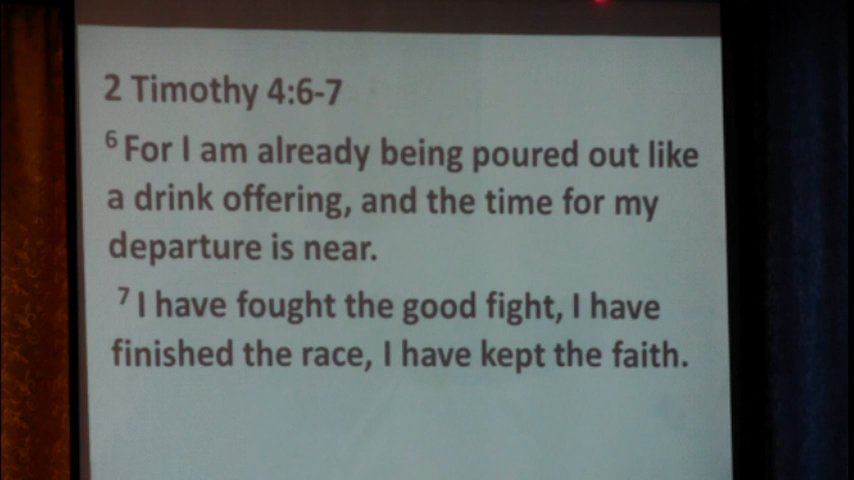 2 Timothy 4:6-7
6 For I am already being poured out like
a drink offering, and the time for my
departure is near.
7 I have fought the good fight, I have
finished the race, I have kept the faith.